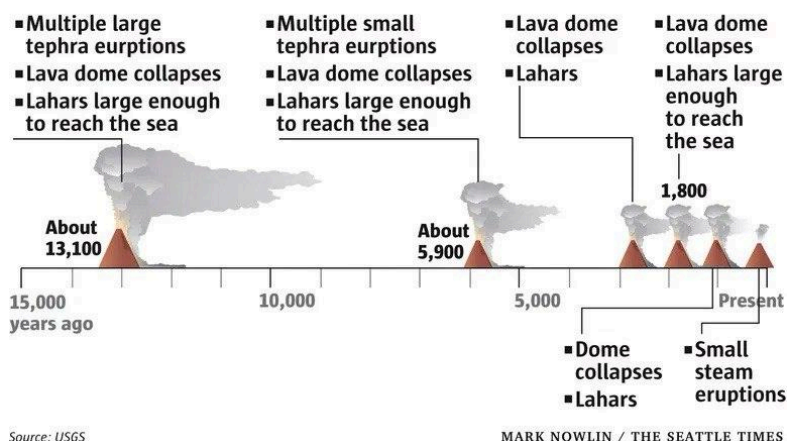 ▪ Multiple large
tephra eurptions
▪ Lava dome collapses
▪ Lahars large enough
to reach the sea
▪ Multiple small
tephra eurptions
▪ Lava dome collapses
▪ Lahars large enough
to reach the sea
▪ Lava dome
collapses
▪ Lahars
▪ Lava dome
collapses
▪ Lahars large
enough
to reach
the sea
1,800
About
13,100
About
5,900
15,000
years ago
10,000
5,000
Present
▪ Dome
collapses
▪ Lahars
▪ Small
steam
eruptions
Source: USGS
MARK NOWLIN / THE SEATTLE TIMES